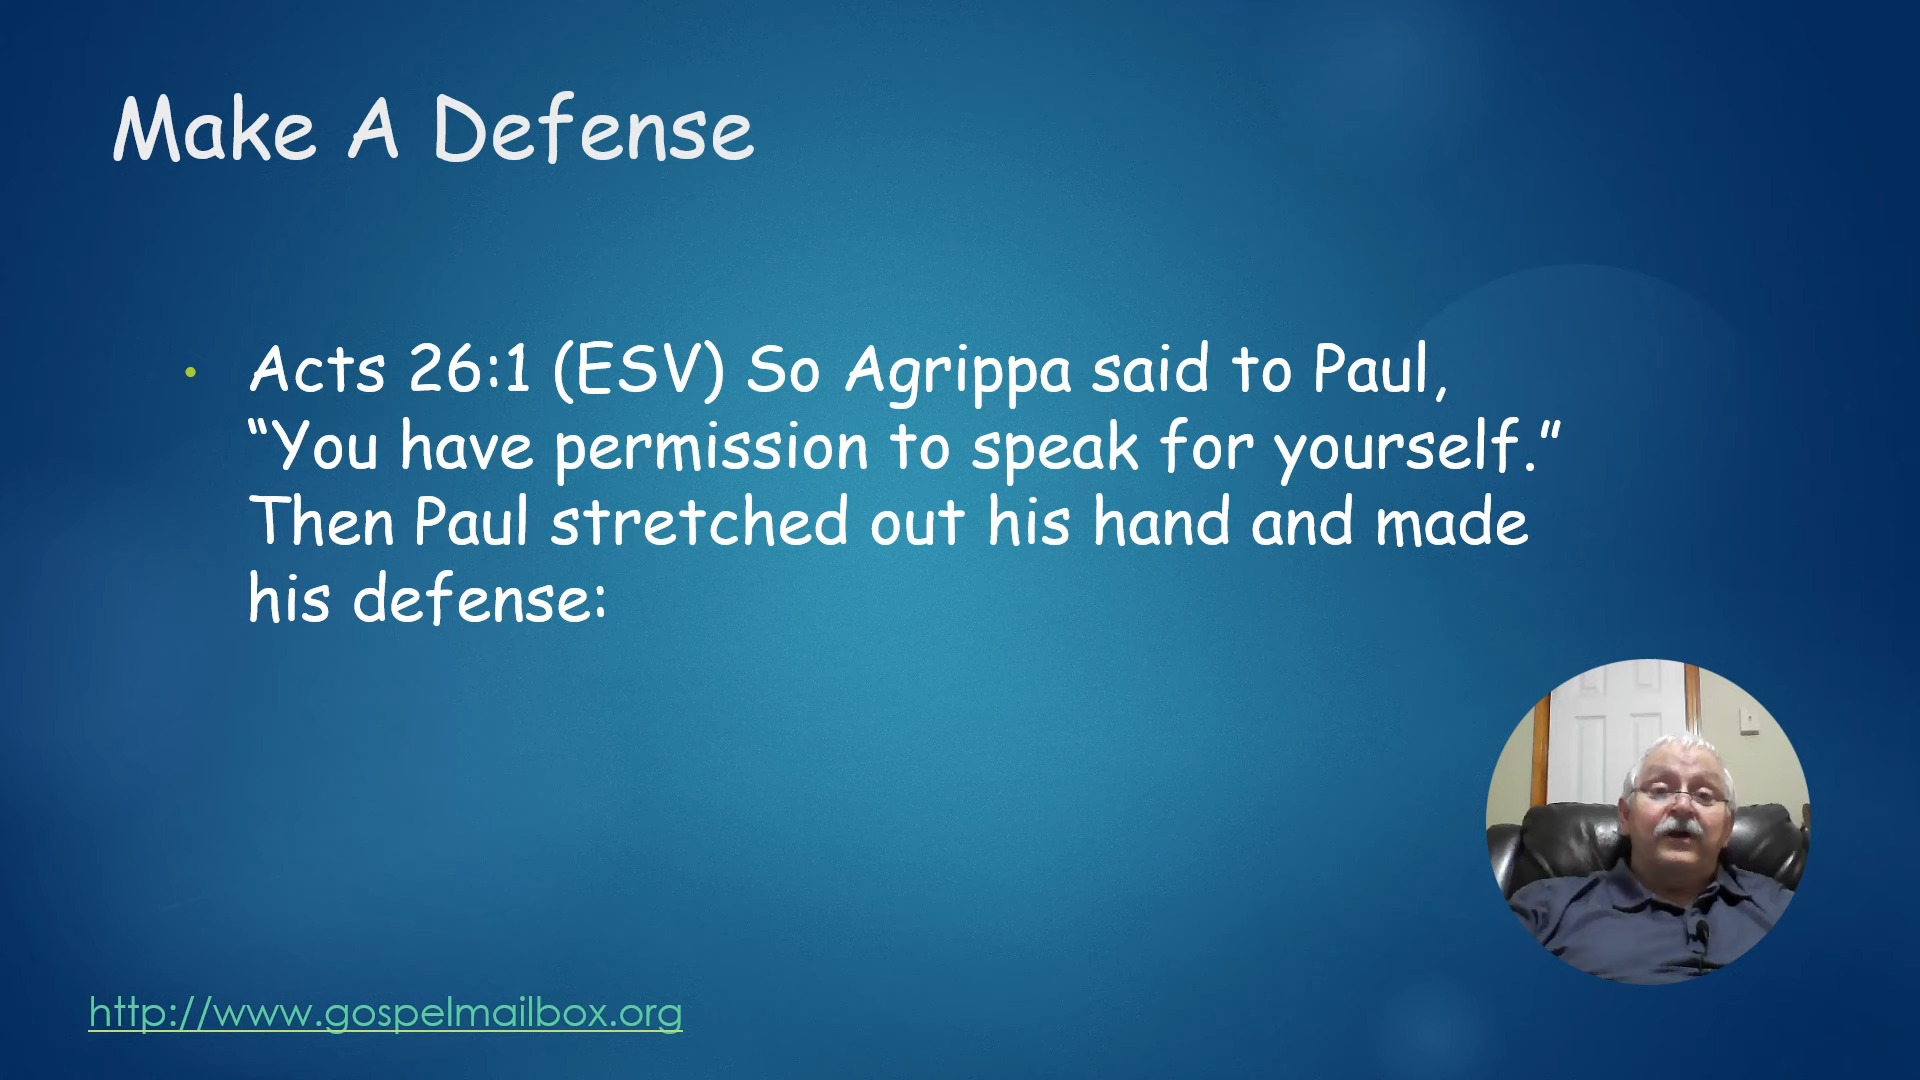 Make A Defense
• Acts 26:1 (ESV) So Agrippa said to Paul,
“You have permission to speak for yourself.”
Then Paul stretched out his hand and made
his defense:
http://www.gospelmailbox.org